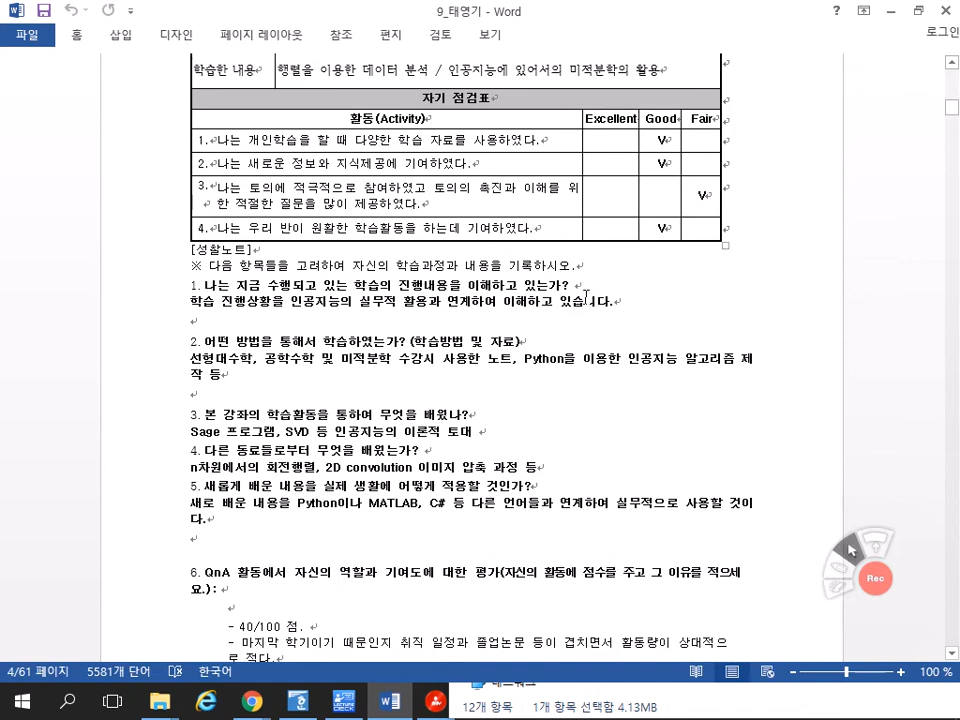 9_태영기 - Word
로그인
파일 홈 삽입 디자인 페이지 레이아웃 참조 편지 검토 보기
학습한 내용 행렬을 이용한 데이터 분석 / 인공지능에 있어서의 미적분학의 활용
자기 점검표
활동(Activity) Excellent Good Fair
1. 나는 개인학습을 할 때 다양한 학습 자료를 사용하였다. V
2. 나는 새로운 정보와 지식제공에 기여하였다. V
3. 나는 토의에 적극적으로 참여하였고 토의의 촉진과 이해를 위
한 적절한 질문을 많이 제공하였다. V
4. 나는 우리 반이 원활한 학습활동을 하는데 기여하였다. V
[성찰노트]
※ 다음 항목들을 고려하여 자신의 학습과정과 내용을 기록하시오.
1. 나는 지금 수행되고 있는 학습의 진행내용을 이해하고 있는가?
학습 진행상황을 인공지능의 실무적 활용과 연계하여 이해하고 있습니다.
2. 어떤 방법을 통해서 학습하였는가? (학습방법 및 자료)
선형대수학, 공학수학 및 미적분학 수강시 사용한 노트, Python을 이용한 인공지능 알고리즘 제
작 등
3. 본 강좌의 학습활동을 통하여 무엇을 배웠나?
Sage 프로그램, SVD 등 인공지능의 이론적 토대
4. 다른 동료들로부터 무엇을 배웠는가?
n차원에서의 회전행렬, 2D convolution 이미지 압축 과정 등
5. 새롭게 배운 내용을 실제 생활에 어떻게 적용할 것인가?
새로 배운 내용을 Python이나 MATLAB, C# 등 다른 언어들과 연계하여 실무적으로 사용할 것이
다.
6. QnA 활동에서 자신의 역할과 기여도에 대한 평가(자신의 활동에 점수를 주고 그 이유를 적으세
요.):
- 40/100 점.
- 마지막 학기이기 때문인지 취직 일정과 졸업논문 등이 겹치면서 활동량이 상대적으
로 적다.
Rec
4/61 페이지 5581개 단어 한국어 100 %
네트워크
12개 항목 1개 항목 선택함 4.13MB
LECTURE
CHECK